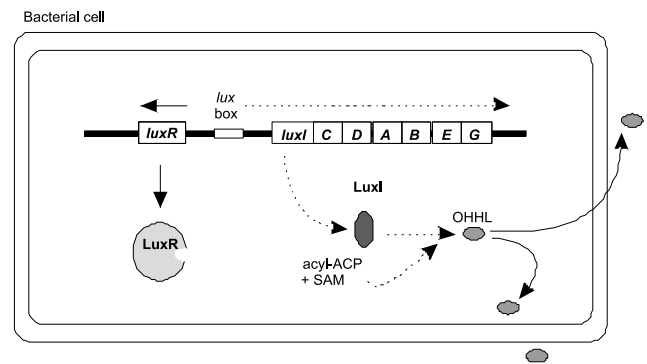 Bacterial cell
lux
box
luxR
luxI
C
D
A
B
E
G
LuxI
OHHL
LuxR
acyl-ACP
+ SAM